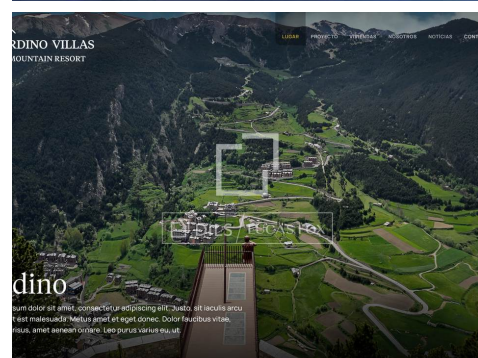 RDINO VILLAS
MOUNTAIN RESORT
LUGAR PROYECTO VIVIENDAS NOSOTROS NOTICIAS CONT
dino
sum dolor sit amet, consectetur adipiscing elit. Justo, sit iaculis arcu
t est malesuada. Metus amet et eget donec. Dolor faucibus vitae,
risus, amet aenean ornare. Leo purus varius eu, ut.